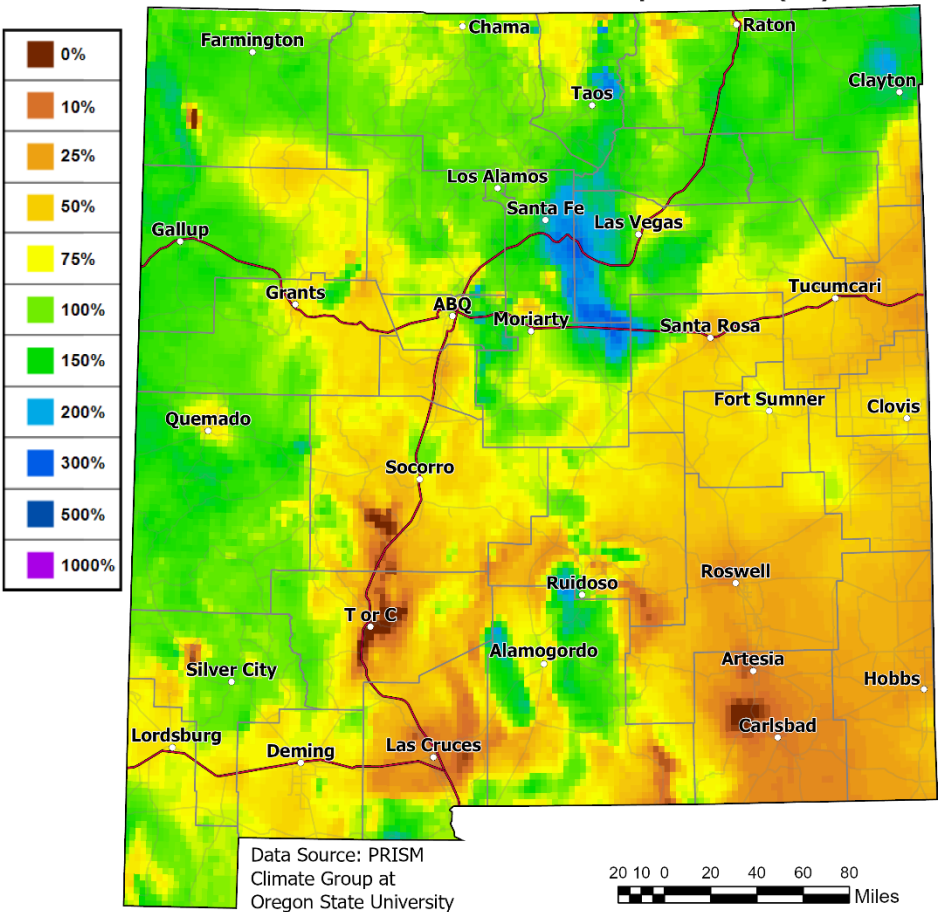 Chama
Raton
Farmington
0%
Clayton
10%
Taos
25%
Los Alamos
50%
Santa Fe
Las Vegas
Gallup
75%
Tucumcari
Grants
100%
ABQ
Moriarty
Santa Rosa
150%
200%
Fort Sumner
Clovis
Quemado
300%
Socorro
500%
1000%
Roswell
Ruidoso
T or C
Alamogordo
Artesia
Silver City
Hobbs
Carlsbad
Lordsburg
Deming
Las Cruces
Data Source: PRISM
Climate Group at
Oregon State University
20 10 0 20 40 60 80
Miles